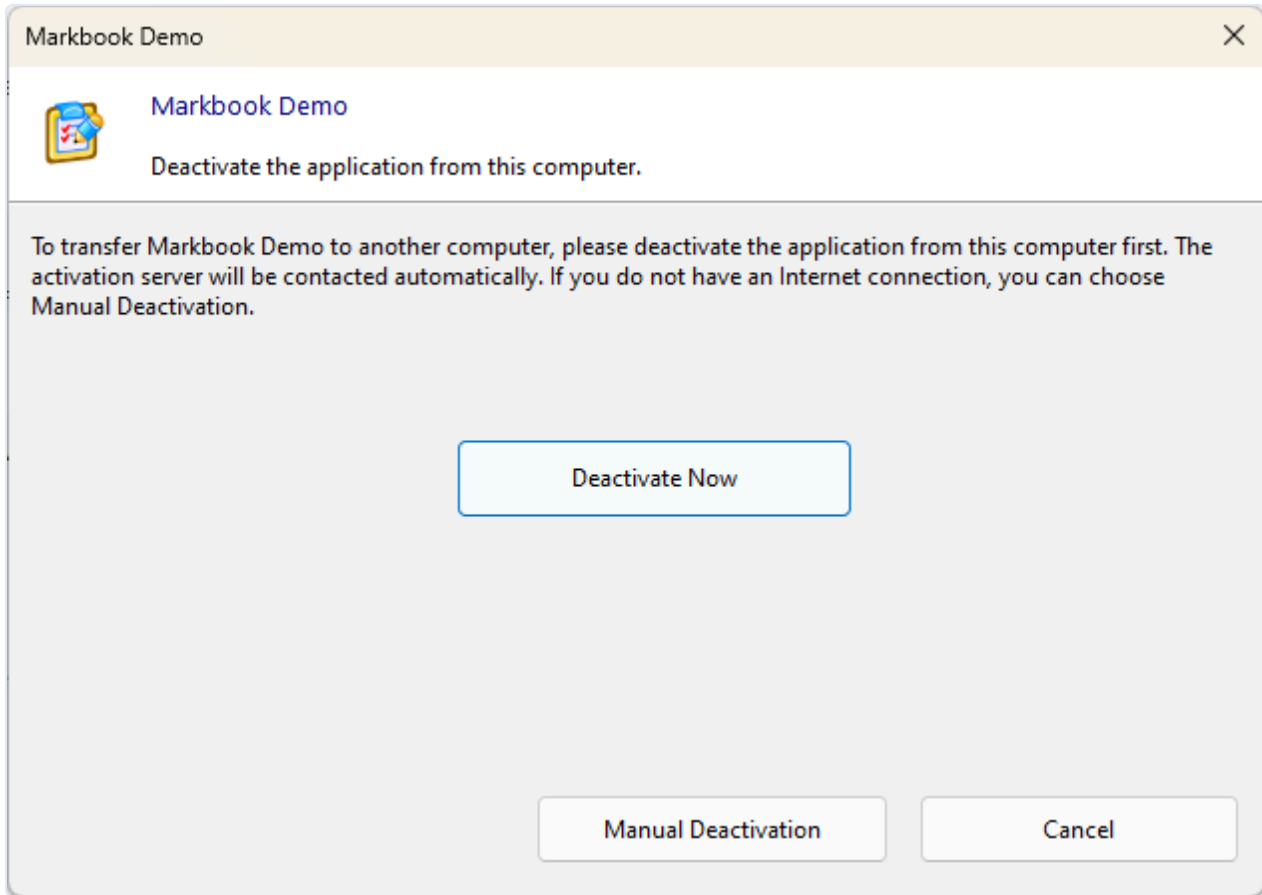 Markbook Demo
Markbook Demo
Deactivate the application from this computer.
To transfer Markbook Demo to another computer, please deactivate the application from this computer first. The
activation server will be contacted automatically. If you do not have an Internet connection, you can choose
Manual Deactivation.
Deactivate Now
Manual Deactivation
Cancel